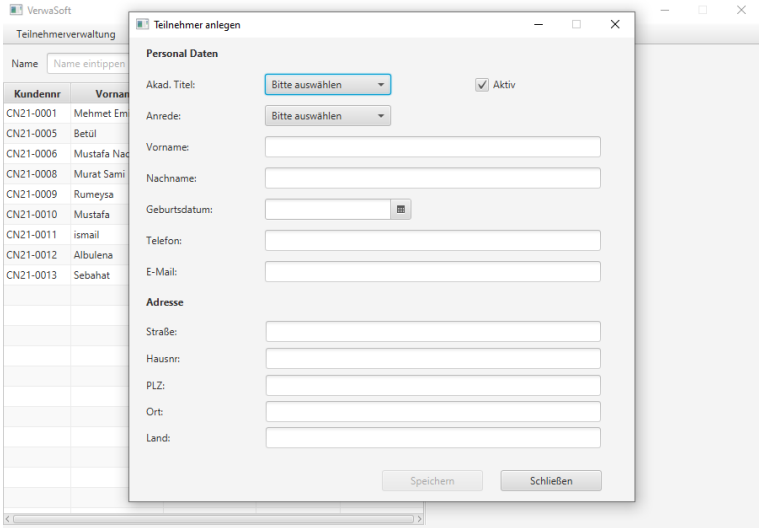 VerwaSoft
Teilnehmerverwaltung
Name Name eintippen
Kundennr
CN21-0001 Mehmet
CN21-0005 Betül
CN21-0006 Mustafa
CN21-0008 Murat Sami
CN21-0009 Rumeysa
CN21-0010 Mustafa
CN21-0011 ismail
CN21-0012 Albulena
CN21-0013 Sebahat
Teilnehmer anlegen
Personal Daten
Akad. Titel: Bitte auswählen Aktiv
Anrede: Bitte auswählen
Vorname:
Nachname:
Geburtsdatum:
Telefon:
E-Mail:
Adresse
Straße:
Hausnr:
PLZ:
Ort:
Land:
Speichern Schließen